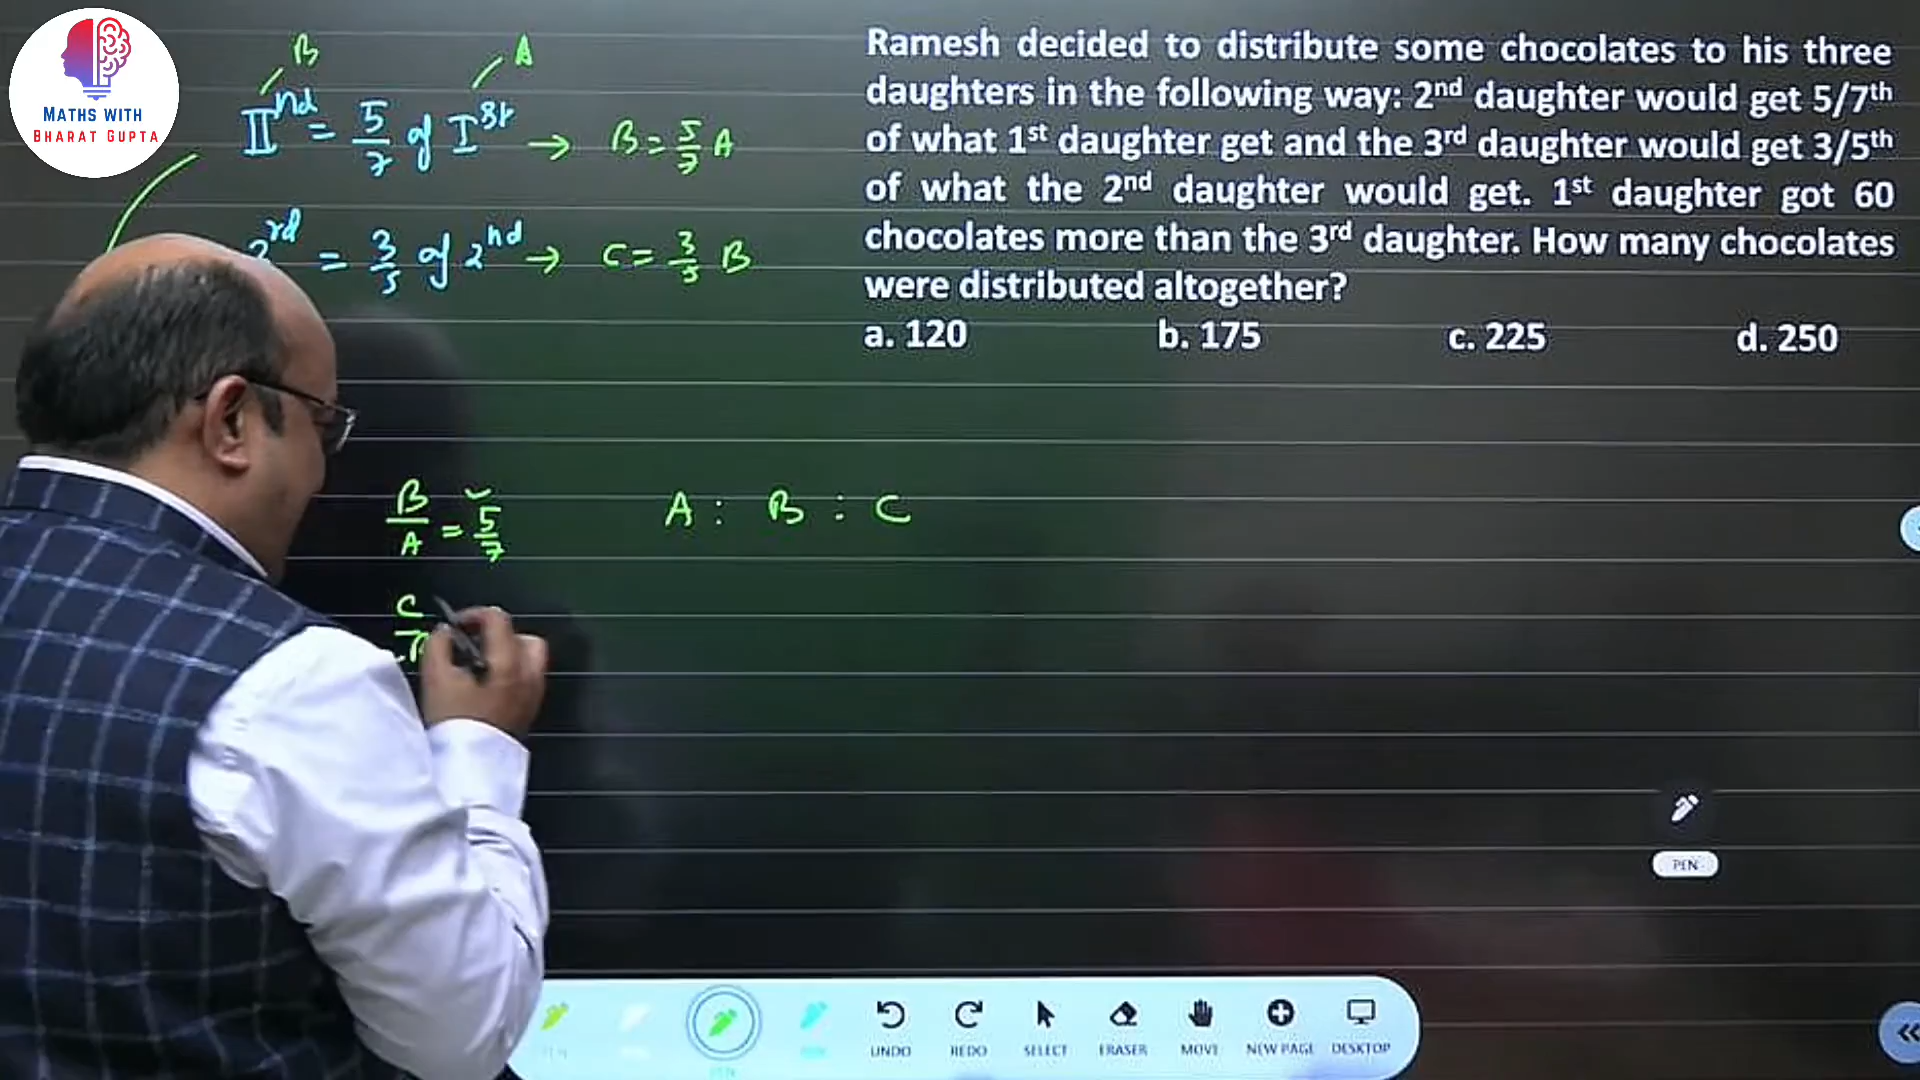 MATHS WITH
BHARAT GUPTA
B A
IInd = 5/7 of Ist → B = 5/7 A
rd = 3/5 of 2nd → C = 3/5 B
Ramesh decided to distribute some chocolates to his three
daughters in the following way: 2nd daughter would get 5/7th
of what 1st daughter get and the 3rd daughter would get 3/5th
of what the 2nd daughter would get. 1st daughter got 60
chocolates more than the 3rd daughter. How many chocolates
were distributed altogether?
a. 120 b. 175 c. 225 d. 250
B/A = 5/7
A : B : C
C
PEN
UNDO REDO SELECT ERASER MOVE NEW PAGE DESKTOP
PEN